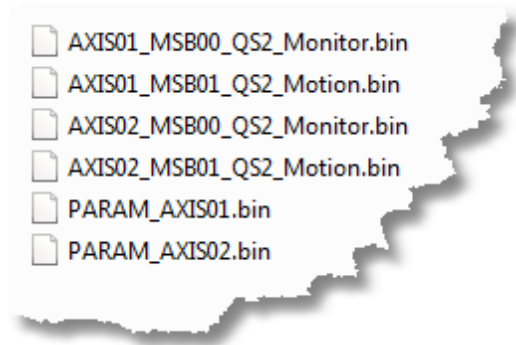 AXIS01_MSB00_QS2_Monitor.bin
AXIS01_MSB01_QS2_Motion.bin
AXIS02_MSB00_QS2_Monitor.bin
AXIS02_MSB01_QS2_Motion.bin
PARAM_AXIS01.bin
PARAM_AXIS02.bin